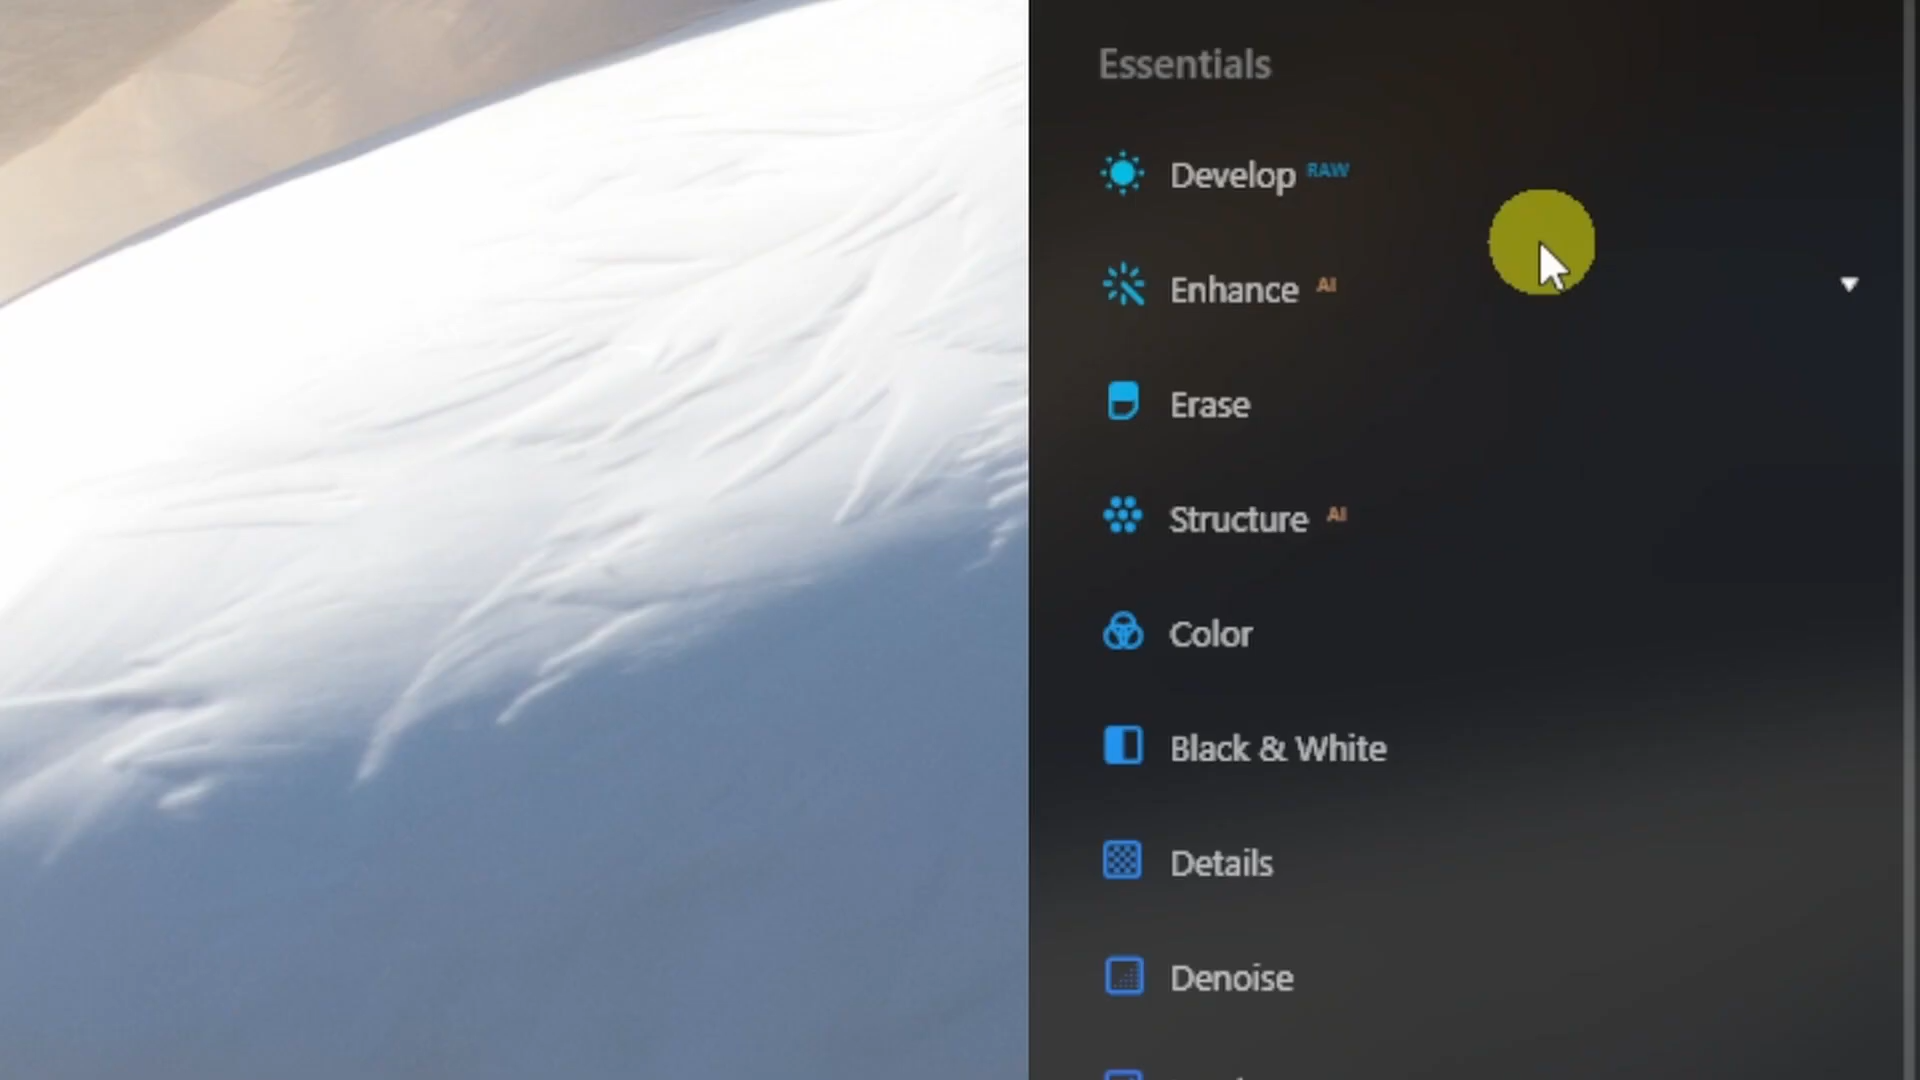 Essentials
Develop RAW
Enhance AI
Erase
Structure AI
Color
Black & White
Details
Denoise